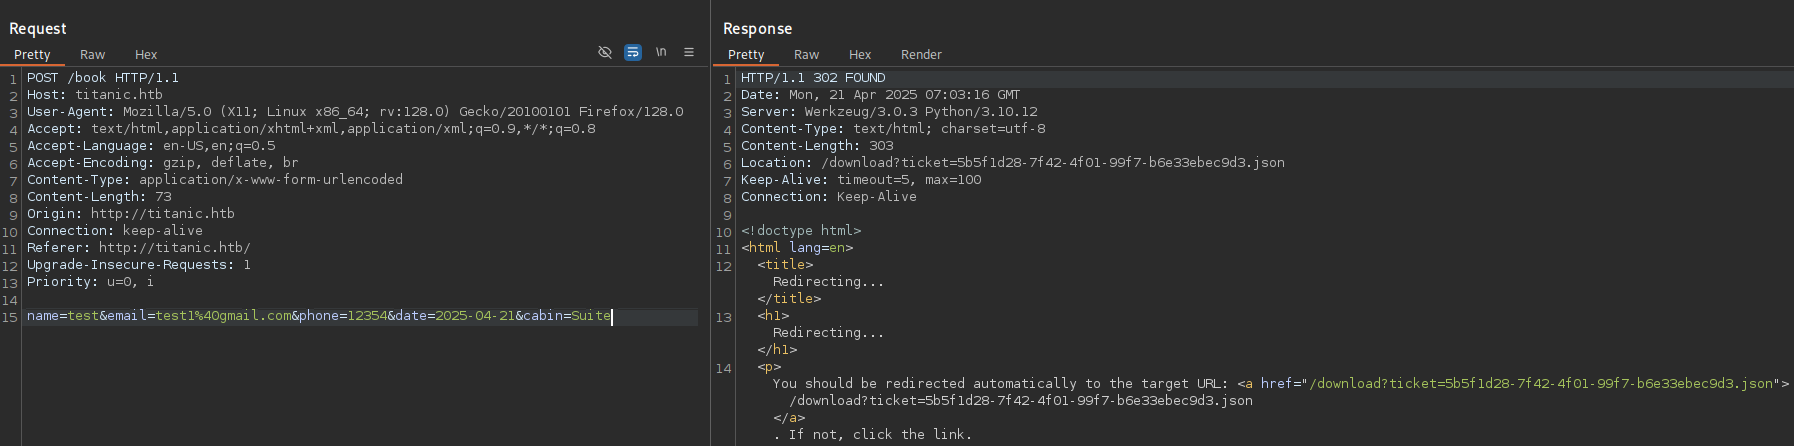 Request
Pretty Raw Hex
\n
1 POST /book HTTP/1.1
2 Host: titanic.htb
3 User-Agent: Mozilla/5.0 (X11; Linux x86_64; rv:128.0) Gecko/20100101 Firefox/128.0
4 Accept: text/html,application/xhtml+xml,application/xml;q=0.9,*/*;q=0.8
5 Accept-Language: en-US,en;q=0.5
6 Accept-Encoding: gzip, deflate, br
7 Content-Type: application/x-www-form-urlencoded
8 Content-Length: 73
9 Origin: http://titanic.htb
10 Connection: keep-alive
11 Referer: http://titanic.htb/
12 Upgrade-Insecure-Requests: 1
13 Priority: u=0, i
14
15 name=test&email=test1%40gmail.com&phone=12354&date=2025-04-21&cabin=Suite
Response
Pretty Raw Hex Render
1 HTTP/1.1 302 FOUND
2 Date: Mon, 21 Apr 2025 07:03:16 GMT
3 Server: Werkzeug/3.0.3 Python/3.10.12
4 Content-Type: text/html; charset=utf-8
5 Content-Length: 303
6 Location: /download?ticket=5b5f1d28-7f42-4f01-99f7-b6e33ebec9d3.json
7 Keep-Alive: timeout=5, max=100
8 Connection: Keep-Alive
9
10 <!doctype html>
11 <html lang=en>
12 <title>
Redirecting...
</title>
13 <h1>
Redirecting...
</h1>
14 <p>
You should be redirected automatically to the target URL: <a href="/download?ticket=5b5f1d28-7f42-4f01-99f7-b6e33ebec9d3.json">
/download?ticket=5b5f1d28-7f42-4f01-99f7-b6e33ebec9d3.json
</a>
. If not, click the link.